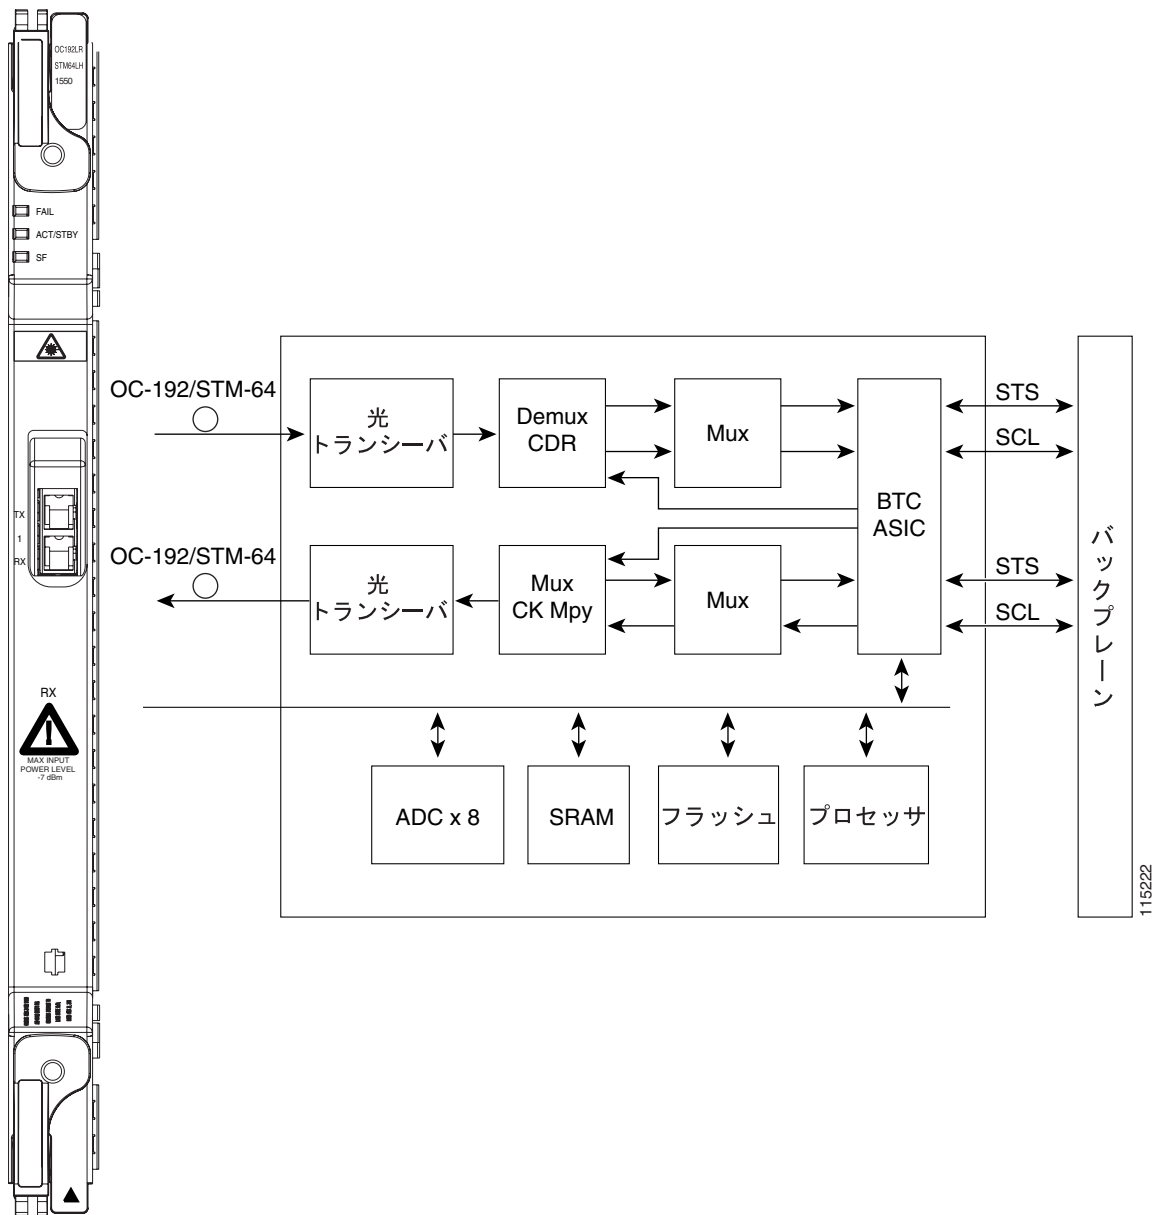 OC192LR
STM64LH
1550
FAIL
ACT/STBY
SF
TX
1
RX
RX
MAX INPUT
POWER LEVEL
-7 dBm
OC-192/STM-64
光
トランシーバ
Demux
CDR
Mux
BTC
ASIC
STS
SCL
OC-192/STM-64
光
トランシーバ
Mux
CK Mpy
Mux
STS
SCL
バックプレーン
ADC x 8
SRAM
フラッシュ
プロセッサ
115222